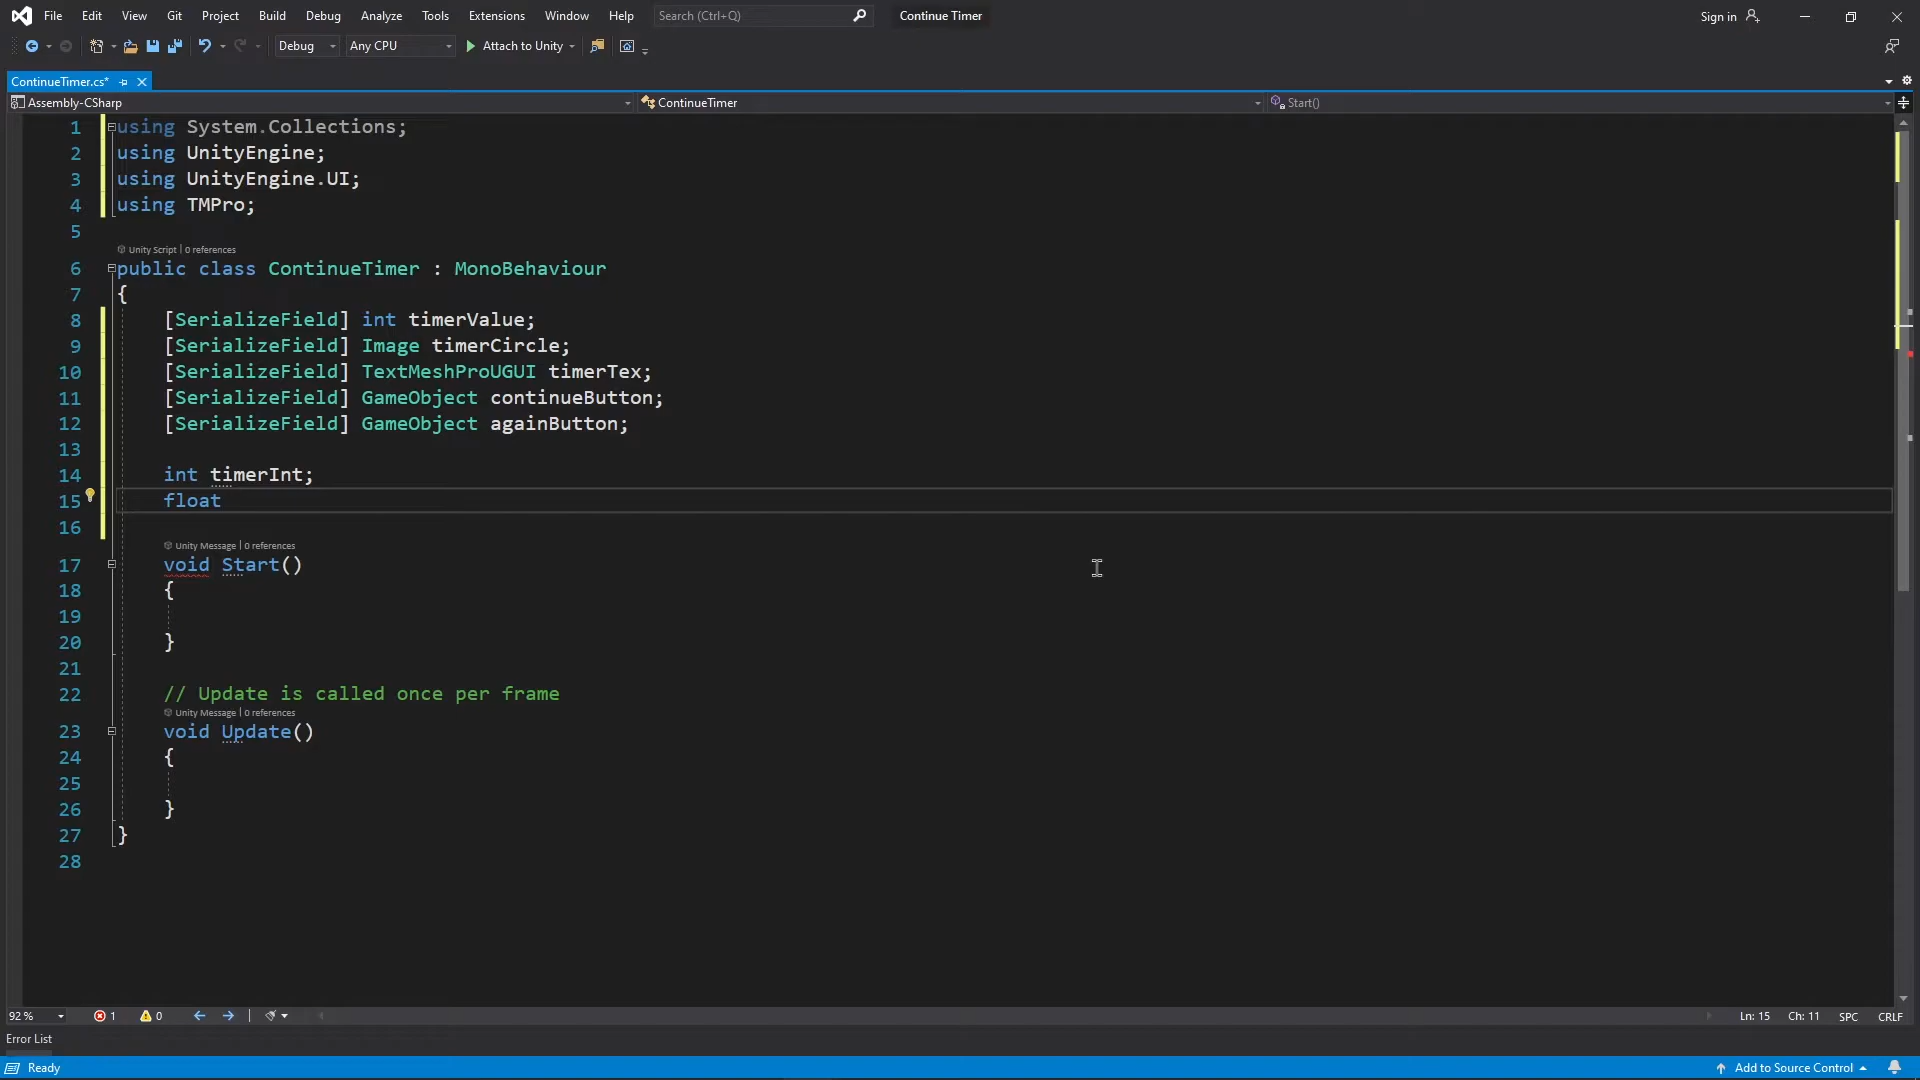 File Edit View Git Project Build Debug Analyze Tools Extensions Window Help Search (Ctrl+Q) Continue Timer Sign in
Debug Any CPU Attach to Unity
ContinueTimer.cs*
Assembly-CSharp ContinueTimer Start()
1 using System.Collections;
2 using UnityEngine;
3 using UnityEngine.UI;
4 using TMPro;
5
Unity Script | 0 references
6 public class ContinueTimer : MonoBehaviour
7 {
8 [SerializeField] int timerValue;
9 [SerializeField] Image timerCircle;
10 [SerializeField] TextMeshProUGUI timerTex;
11 [SerializeField] GameObject continueButton;
12 [SerializeField] GameObject againButton;
13
14 int timerInt;
15 float
16
Unity Message | 0 references
17 void Start()
18 {
19
20 }
21
22 // Update is called once per frame
Unity Message | 0 references
23 void Update()
24 {
25
26 }
27 }
28
92 % 1 0 Ln: 15 Ch: 11 SPC CRLF
Error List
Ready Add to Source Control